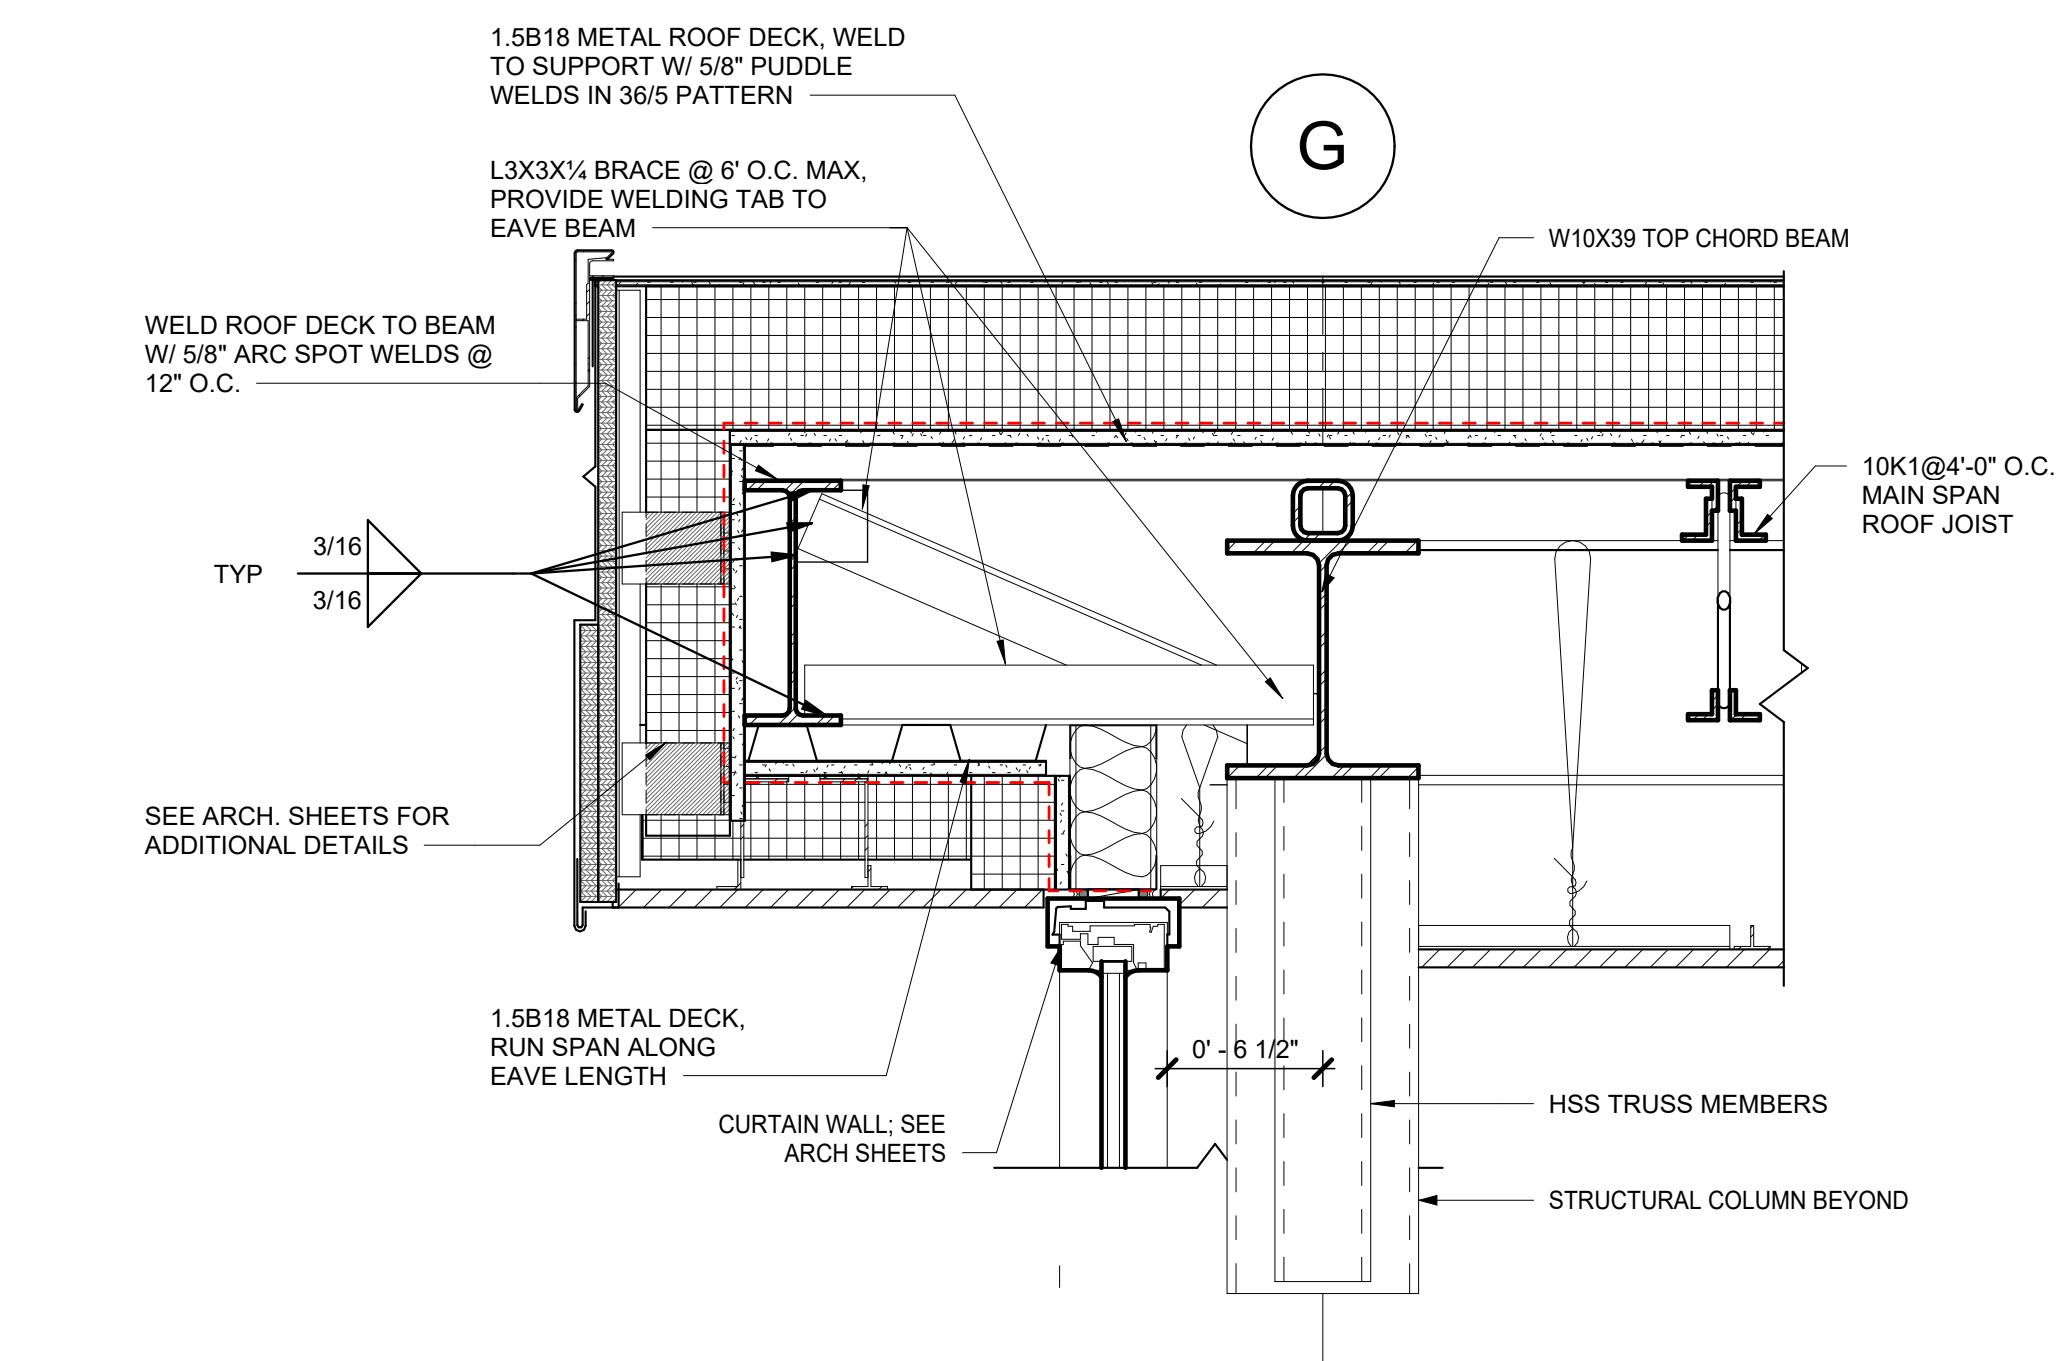 1.5B18 METAL ROOF DECK, WELD
TO SUPPORT W/ 5/8" PUDDLE
WELDS IN 36/5 PATTERN
G
L3X3X¼ BRACE @ 6' O.C. MAX,
PROVIDE WELDING TAB TO
EAVE BEAM
W10X39 TOP CHORD BEAM
WELD ROOF DECK TO BEAM
W/ 5/8" ARC SPOT WELDS @
12" O.C.
10K1@4'-0" O.C.
MAIN SPAN
ROOF JOIST
3/16
TYP
3/16
SEE ARCH. SHEETS FOR
ADDITIONAL DETAILS
1.5B18 METAL DECK,
RUN SPAN ALONG
EAVE LENGTH
0' - 6 1/2"
CURTAIN WALL; SEE
ARCH SHEETS
HSS TRUSS MEMBERS
STRUCTURAL COLUMN BEYOND